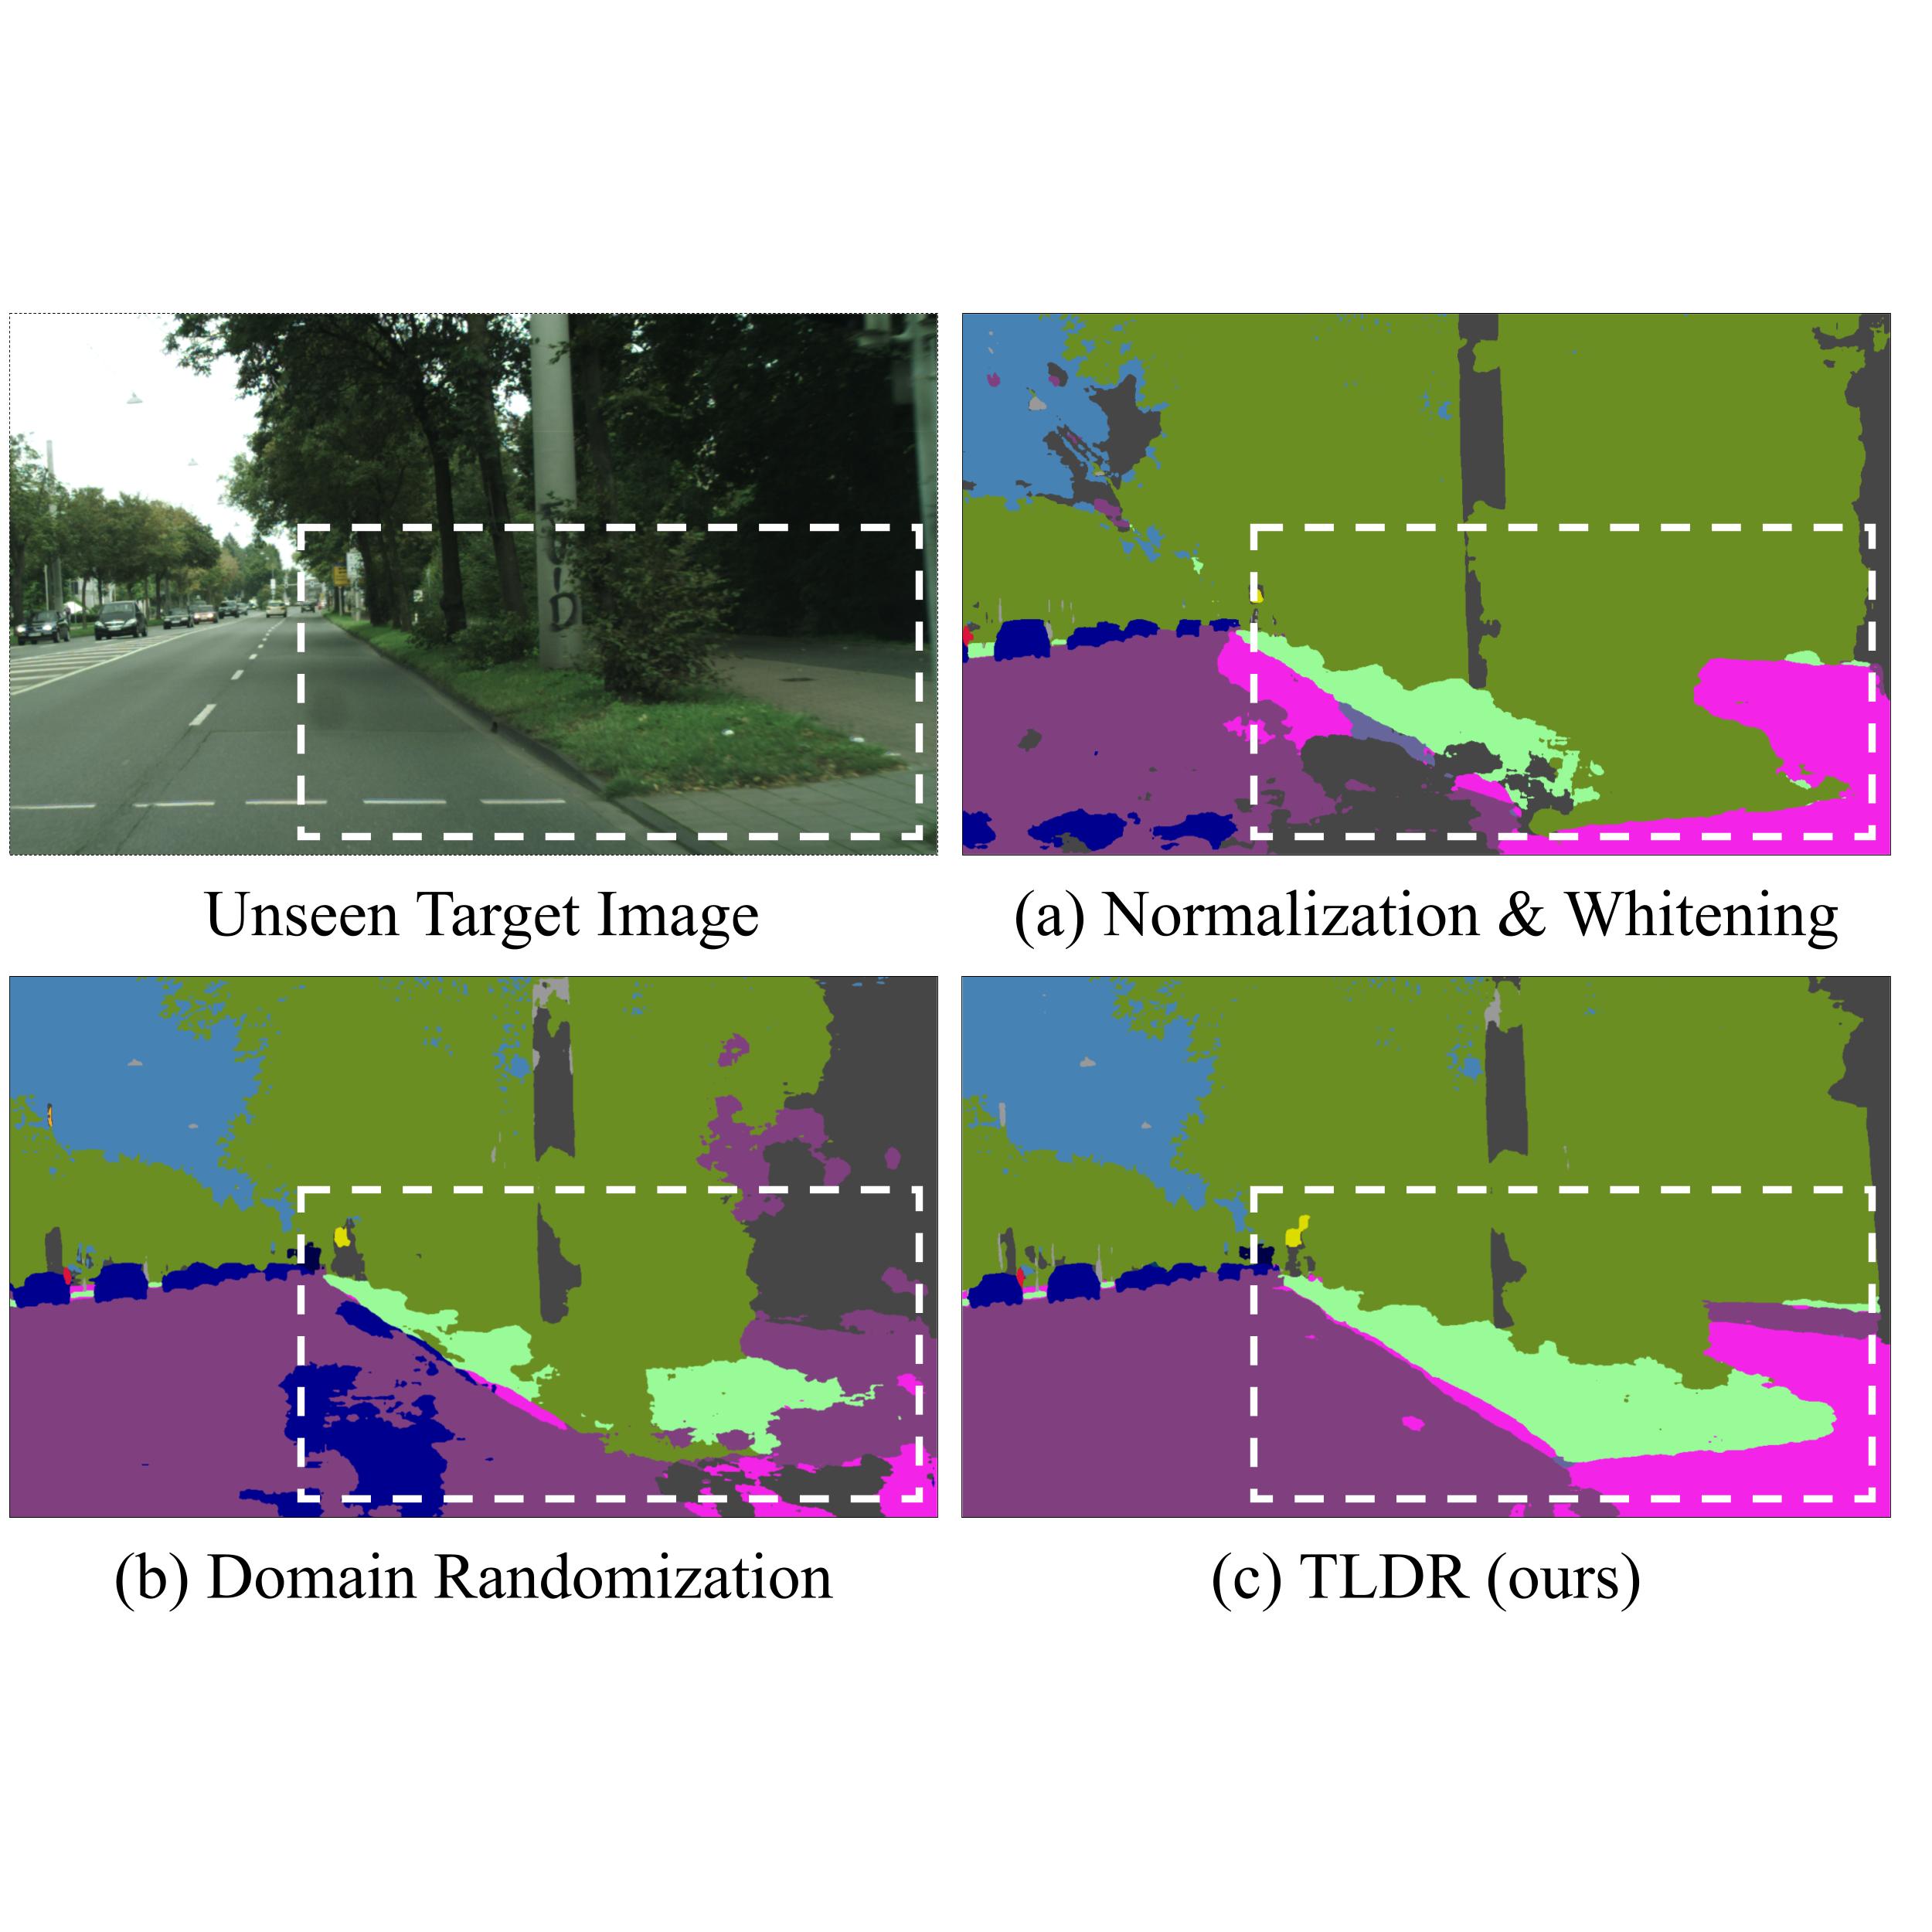 Unseen Target Image
(a) Normalization & Whitening
(b) Domain Randomization
(c) TLDR (ours)